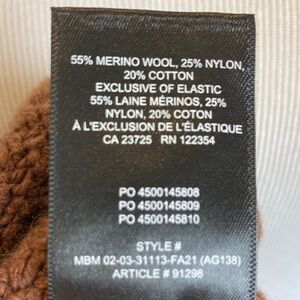 55% MERINO WOOL, 25% NYLON,
20% COTTON
EXCLUSIVE OF ELASTIC
55% LAINE MÉRINOS, 25%
NYLON, 20% COTON
À L'EXCLUSION DE L'ÉLASTIQUE
CA 23725 RN 122354
PO 4500145808
PO 4500145809
PO 4500145810
STYLE #
MBM 02-03-31113-FA21 (AG138)
ARTICLE # 91298